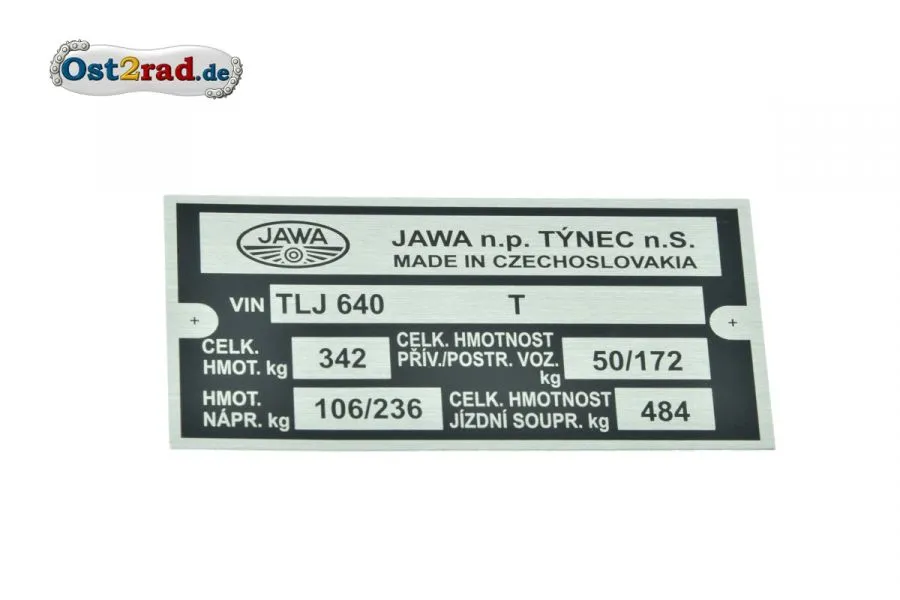 Ost2rad.de
JAWA
JAWA n.p. TÝNEC n.S.
MADE IN CZECHOSLOVAKIA
VIN TLJ 640 T
CELK. HMOT. kg 342
CELK. HMOTNOST PŘÍV./POSTR. VOZ. kg 50/172
HMOT. NÁPR. kg 106/236
CELK. HMOTNOST JÍZDNÍ SOUPR. kg 484